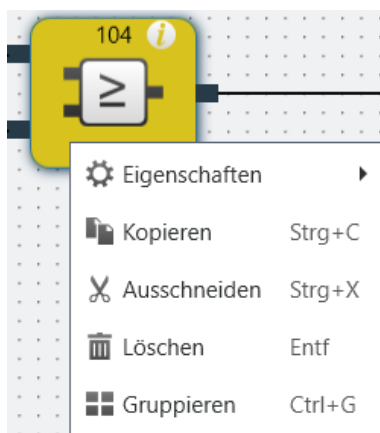 104 i
≥
Eigenschaften
Kopieren Strg+C
Ausschneiden Strg+X
Löschen Entf
Gruppieren Ctrl+G